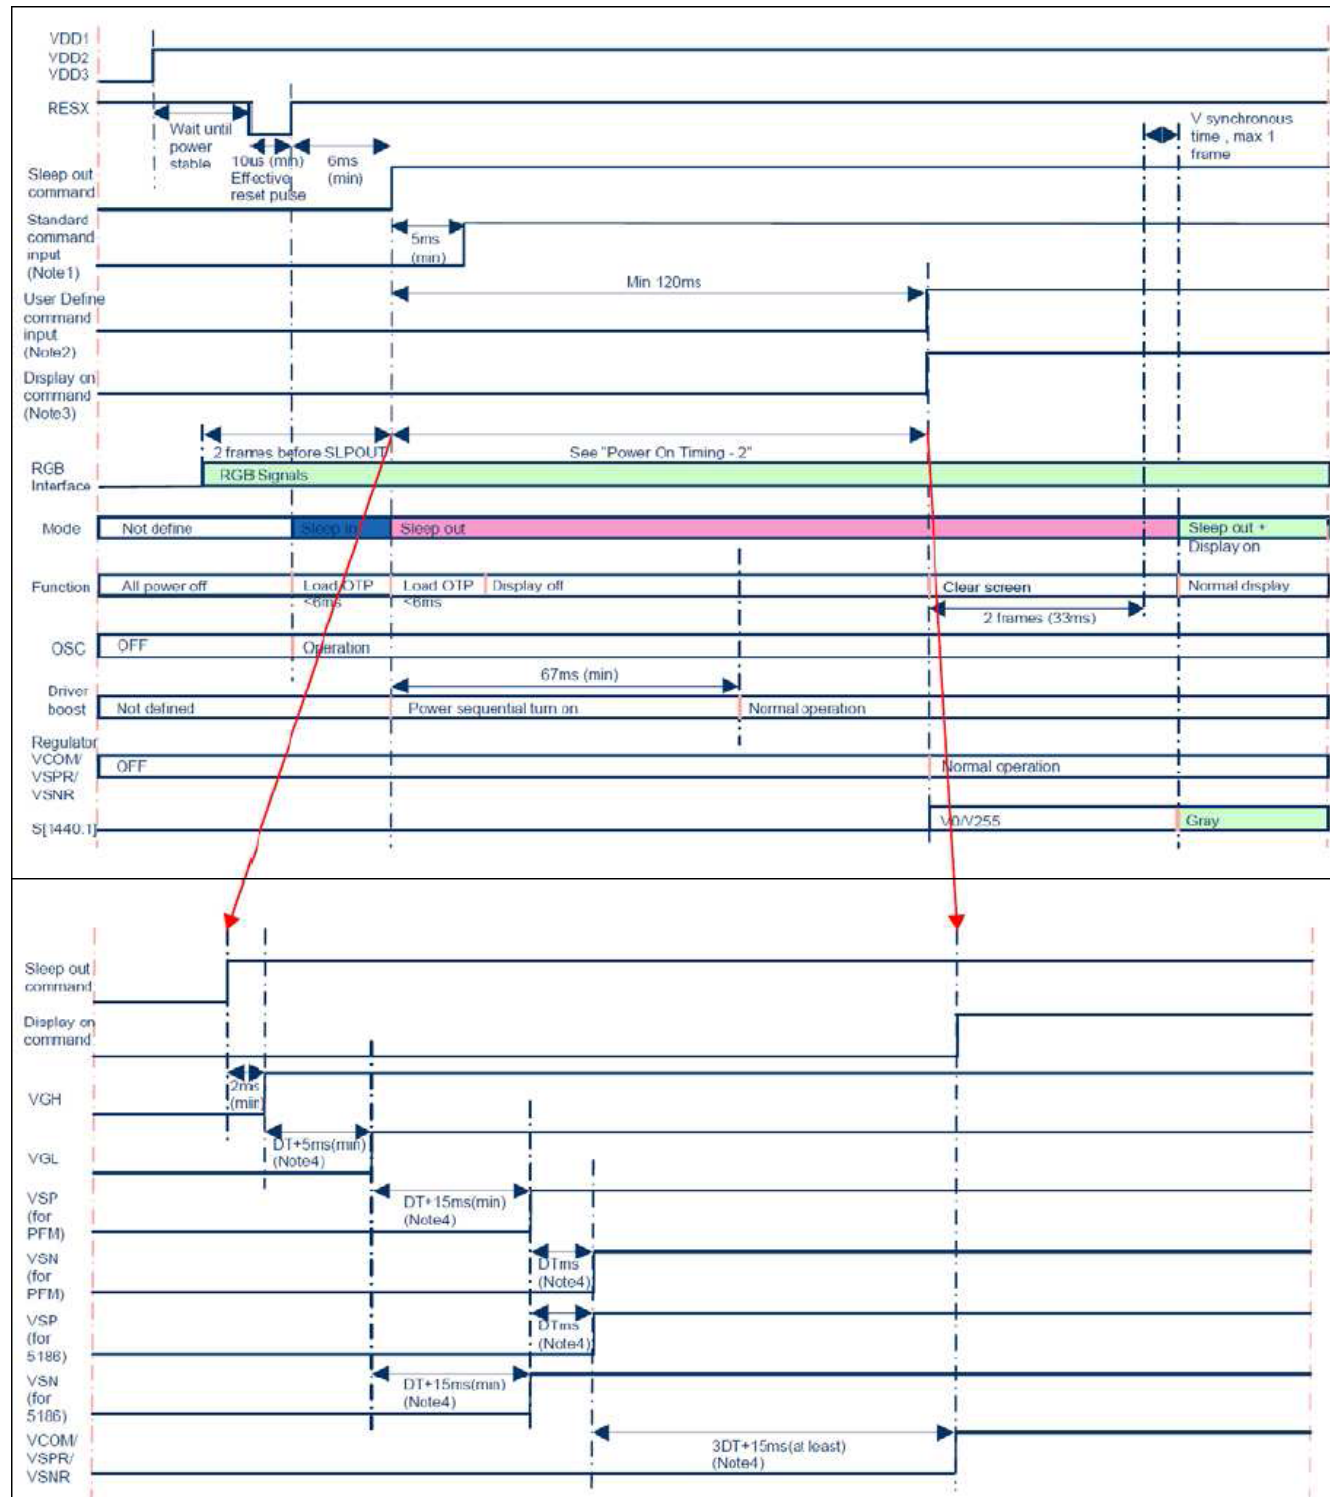 VDD1
VDD2
VDD3
RESX
Wait until
power
stable
10us (min)
Effective
reset pulse
6ms
(min)
V synchronous
time , max 1
frame
Sleep out
command
Standard
command
input
(Note1)
5ms
(min)
User Define
command
input
(Note2)
Min 120ms
Display on
command
(Note3)
2 frames before SLPOUT
See "Power On Timing - 2"
RGB
Interface
RGB Signals
Mode
Not define
Sleep in
Sleep out
Sleep out +
Display on
Function
All power off
Load OTP
<6ms
Load OTP
<6ms
Display off
Clear screen
Normal display
2 frames (33ms)
OSC
OFF
Operation
67ms (min)
Driver
boost
Not defined
Power sequential turn on
Normal operation
Regulator
VCOM/
VSPR/
VSNR
OFF
Normal operation
S[1440:1]
V0/V255
Gray
Sleep out
command
Display on
command
2ms
(min)
VGH
DT+5ms(min)
(Note4)
VGL
VSP
(for
PFM)
DT+15ms(min)
(Note4)
VSN
(for
PFM)
DTms
(Note4)
VSP
(for
5186)
DTms
(Note4)
VSN
(for
5186)
DT+15ms(min)
(Note4)
VCOM/
VSPR/
VSNR
3DT+15ms(at least)
(Note4)